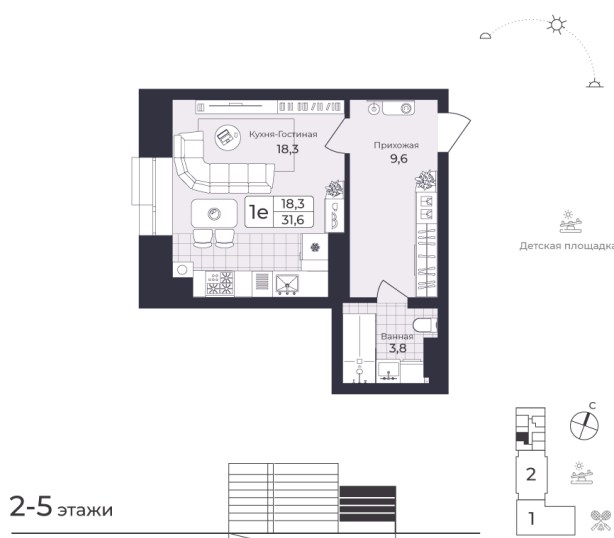 Кухня-Гостиная
18,3
Прихожая
9,6
1е
18,3
31,6
Детская площадка
Ванная
3,8
С
2
1
2-5 этажи